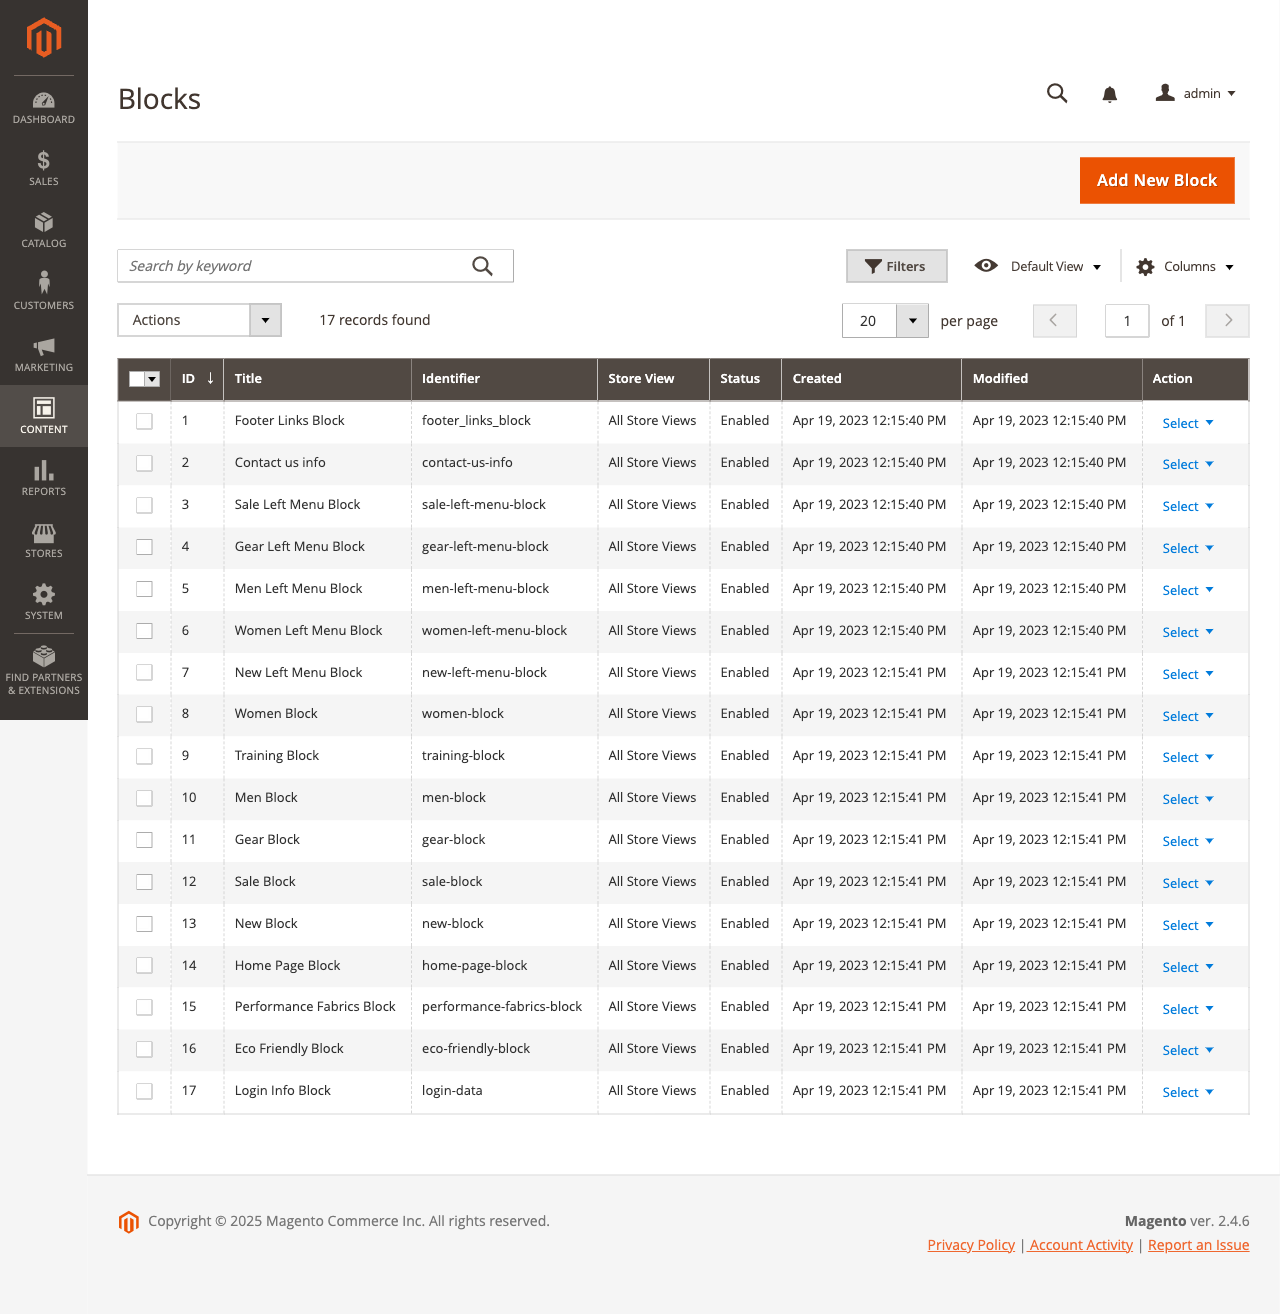 DASHBOARD
SALES
CATALOG
CUSTOMERS
MARKETING
CONTENT
REPORTS
STORES
SYSTEM
FIND PARTNERS
& EXTENSIONS
Blocks
admin
Add New Block
Search by keyword
Filters
Default View
Columns
Actions
17 records found
20
per page
1
of 1
ID ↓ Title Identifier Store View Status Created Modified Action
1 Footer Links Block footer_links_block All Store Views Enabled Apr 19, 2023 12:15:40 PM Apr 19, 2023 12:15:40 PM Select
2 Contact us info contact-us-info All Store Views Enabled Apr 19, 2023 12:15:40 PM Apr 19, 2023 12:15:40 PM Select
3 Sale Left Menu Block sale-left-menu-block All Store Views Enabled Apr 19, 2023 12:15:40 PM Apr 19, 2023 12:15:40 PM Select
4 Gear Left Menu Block gear-left-menu-block All Store Views Enabled Apr 19, 2023 12:15:40 PM Apr 19, 2023 12:15:40 PM Select
5 Men Left Menu Block men-left-menu-block All Store Views Enabled Apr 19, 2023 12:15:40 PM Apr 19, 2023 12:15:40 PM Select
6 Women Left Menu Block women-left-menu-block All Store Views Enabled Apr 19, 2023 12:15:40 PM Apr 19, 2023 12:15:40 PM Select
7 New Left Menu Block new-left-menu-block All Store Views Enabled Apr 19, 2023 12:15:41 PM Apr 19, 2023 12:15:41 PM Select
8 Women Block women-block All Store Views Enabled Apr 19, 2023 12:15:41 PM Apr 19, 2023 12:15:41 PM Select
9 Training Block training-block All Store Views Enabled Apr 19, 2023 12:15:41 PM Apr 19, 2023 12:15:41 PM Select
10 Men Block men-block All Store Views Enabled Apr 19, 2023 12:15:41 PM Apr 19, 2023 12:15:41 PM Select
11 Gear Block gear-block All Store Views Enabled Apr 19, 2023 12:15:41 PM Apr 19, 2023 12:15:41 PM Select
12 Sale Block sale-block All Store Views Enabled Apr 19, 2023 12:15:41 PM Apr 19, 2023 12:15:41 PM Select
13 New Block new-block All Store Views Enabled Apr 19, 2023 12:15:41 PM Apr 19, 2023 12:15:41 PM Select
14 Home Page Block home-page-block All Store Views Enabled Apr 19, 2023 12:15:41 PM Apr 19, 2023 12:15:41 PM Select
15 Performance Fabrics Block performance-fabrics-block All Store Views Enabled Apr 19, 2023 12:15:41 PM Apr 19, 2023 12:15:41 PM Select
16 Eco Friendly Block eco-friendly-block All Store Views Enabled Apr 19, 2023 12:15:41 PM Apr 19, 2023 12:15:41 PM Select
17 Login Info Block login-data All Store Views Enabled Apr 19, 2023 12:15:41 PM Apr 19, 2023 12:15:41 PM Select
Copyright © 2025 Magento Commerce Inc. All rights reserved.
Magento ver. 2.4.6
Privacy Policy | Account Activity | Report an Issue